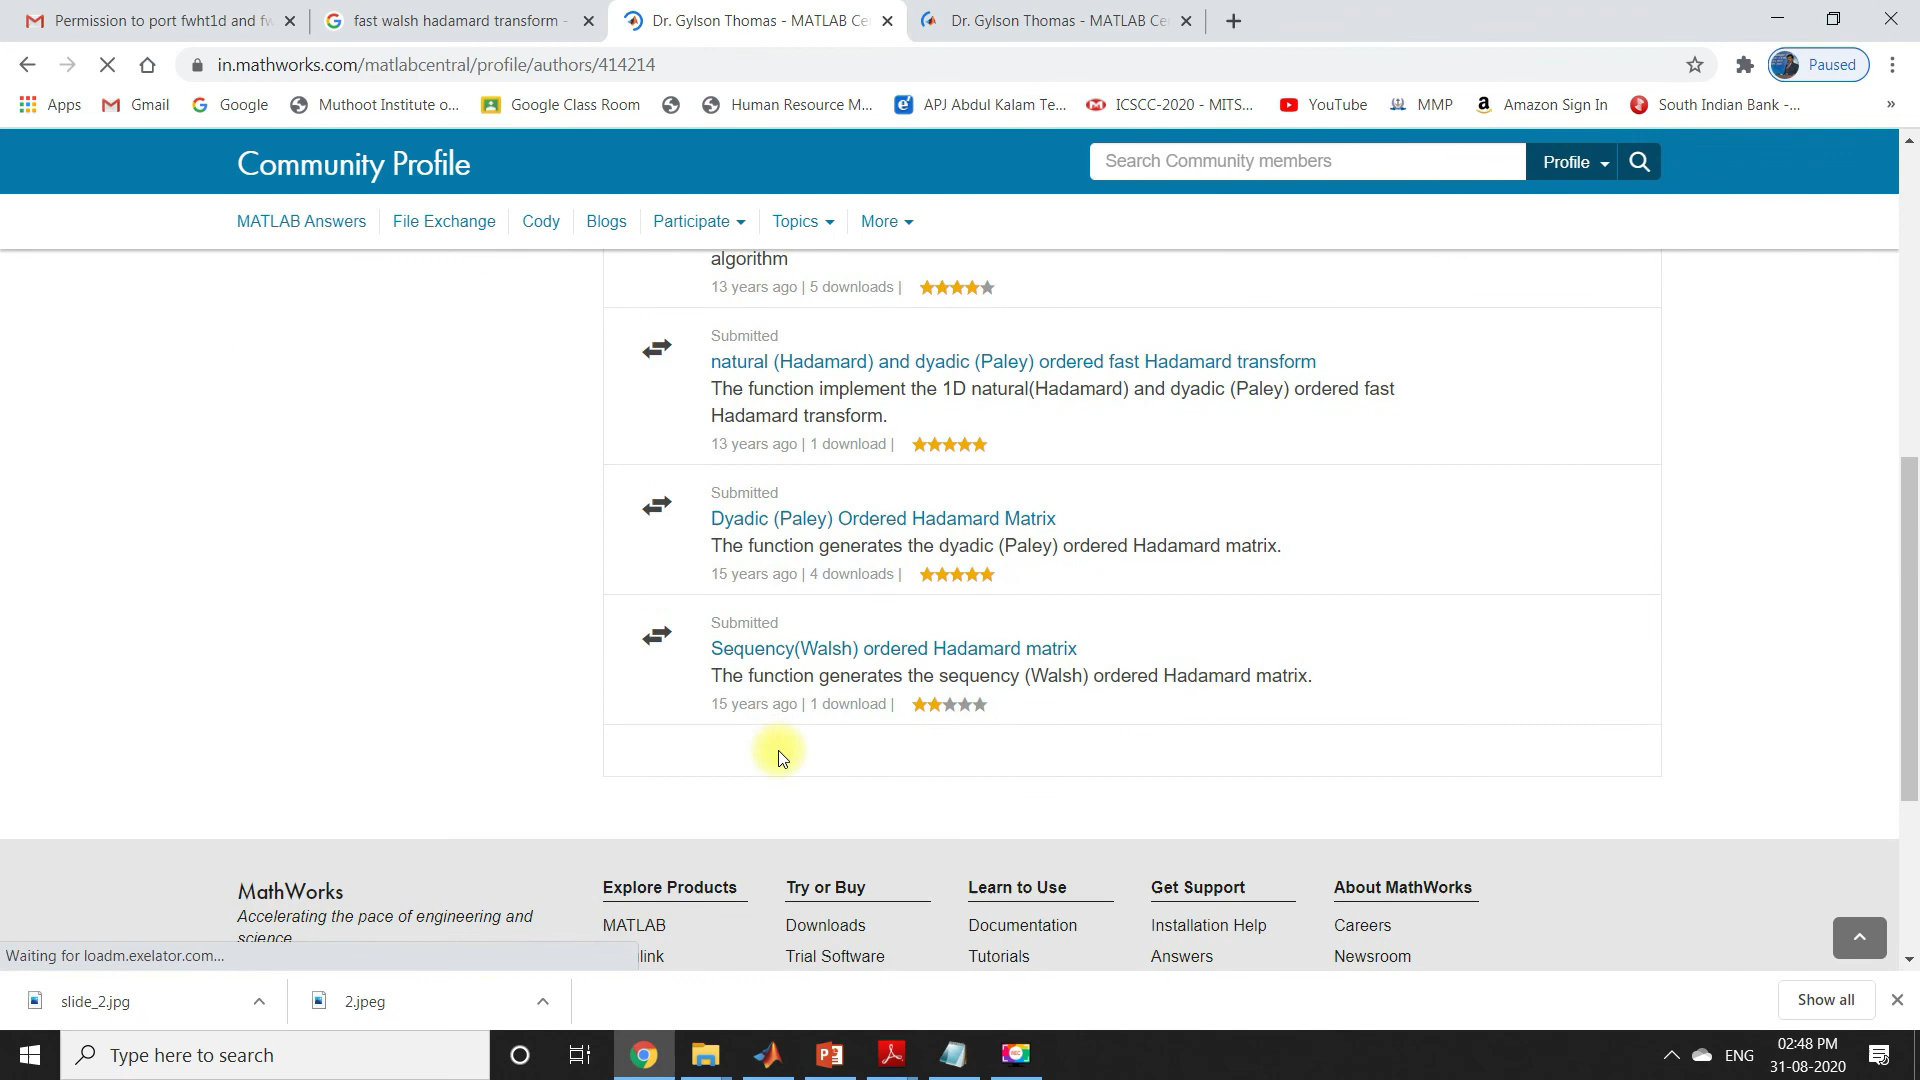 Permission to port fwht1d and fw
fast walsh hadamard transform -
Dr. Gylson Thomas - MATLAB Ce
Dr. Gylson Thomas - MATLAB Ce
in.mathworks.com/matlabcentral/profile/authors/414214
Paused
Apps
Gmail
Google
Muthoot Institute o...
Google Class Room
Human Resource M...
APJ Abdul Kalam Te...
ICSCC-2020 - MITS...
YouTube
MMP
Amazon Sign In
South Indian Bank -...
»
Community Profile
Search Community members
Profile
MATLAB Answers
File Exchange
Cody
Blogs
Participate
Topics
More
algorithm
13 years ago | 5 downloads |
Submitted
natural (Hadamard) and dyadic (Paley) ordered fast Hadamard transform
The function implement the 1D natural(Hadamard) and dyadic (Paley) ordered fast
Hadamard transform.
13 years ago | 1 download |
Submitted
Dyadic (Paley) Ordered Hadamard Matrix
The function generates the dyadic (Paley) ordered Hadamard matrix.
15 years ago | 4 downloads |
Submitted
Sequency(Walsh) ordered Hadamard matrix
The function generates the sequency (Walsh) ordered Hadamard matrix.
15 years ago | 1 download |
MathWorks
Accelerating the pace of engineering and
science
Explore Products
MATLAB
link
Try or Buy
Downloads
Trial Software
Learn to Use
Documentation
Tutorials
Get Support
Installation Help
Answers
About MathWorks
Careers
Newsroom
Waiting for loadm.exelator.com...
slide_2.jpg
2.jpeg
Show all
Type here to search
ENG
02:48 PM
31-08-2020